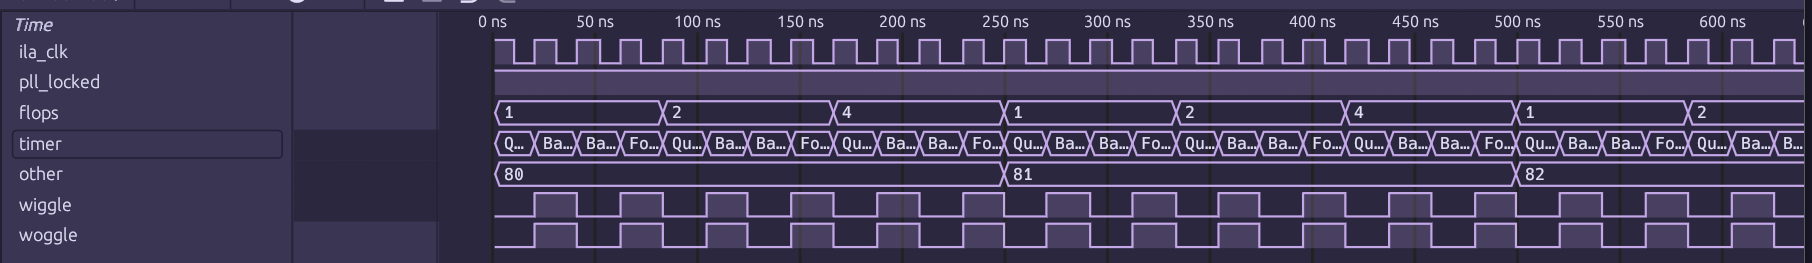 Time 0 ns 50 ns 100 ns 150 ns 200 ns 250 ns 300 ns 350 ns 400 ns 450 ns 500 ns 550 ns 600 ns
ila_clk
pll_locked
flops 1 2 4 1 2 4 1 2
timer Q… Ba… Ba… Fo… Qu… Ba… Ba… Fo… Qu… Ba… Ba… Fo… Qu… Ba… Ba… Fo… Qu… Ba… Ba… Fo… Qu… Ba… Ba… Fo… Qu… Ba… Ba… Fo… Qu… Ba… B…
other 80 81 82
wiggle
woggle